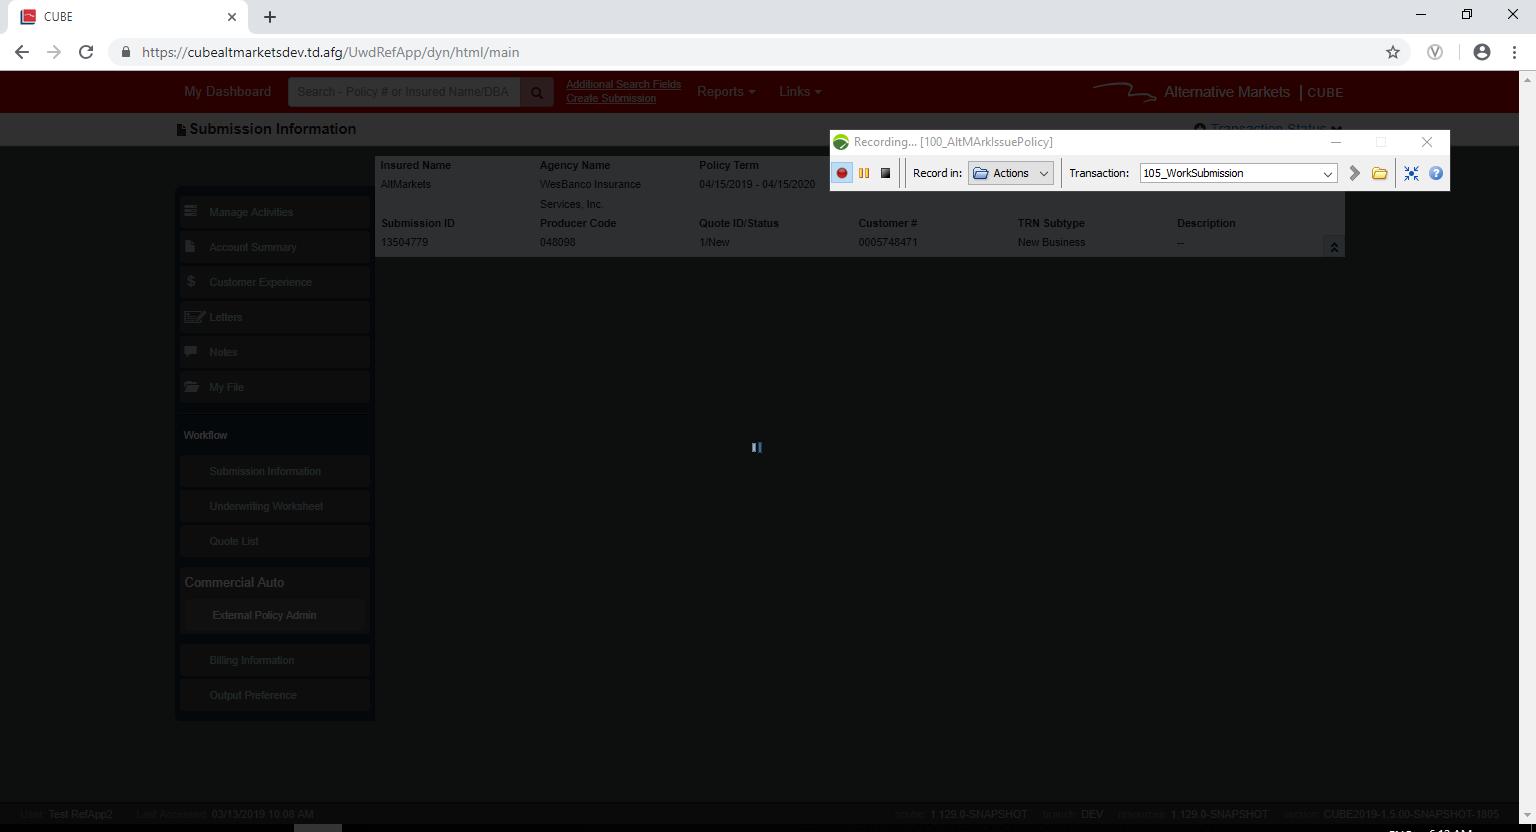 CUBE
https://cubealtmarketsdev.td.afg/UwdRefApp/dyn/html/main
My Dashboard
Search - Policy # or Insured Name/DBA
Additional Search Fields
Create Submission
Reports
Links
Alternative Markets | CUBE
Submission Information
Transaction Status
Recording... [100_AltMArkIssuePolicy]
Record in: Actions Transaction: 105_WorkSubmission
Insured Name Agency Name Policy Term
AltMarkets WesBanco Insurance Services, Inc. 04/15/2019 - 04/15/2020
Submission ID Producer Code Quote ID/Status Customer # TRN Subtype Description
13504779 048098 1/New 0005748471 New Business --
Manage Activities
Account Summary
Customer Experience
Letters
Notes
My File
Workflow
Submission Information
Underwriting Worksheet
Quote List
Commercial Auto
External Policy Admin
Billing Information
Output Preference
User: Test RefApp2 Last Accessed: 03/13/2019 10:08 AM 1.129.0-SNAPSHOT branch: DEV resources: 1.129.0-SNAPSHOT CUBE2019-1.5.00-SNAPSHOT-1805